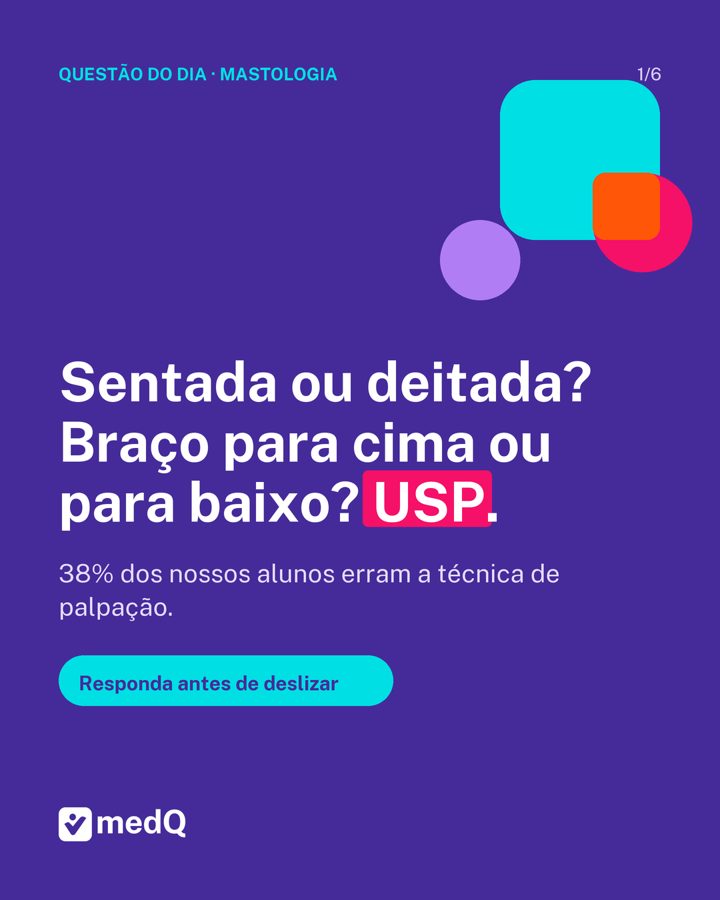 QUESTÃO DO DIA · MASTOLOGIA
1/6
Sentada ou deitada?
Braço para cima ou
para baixo? USP.
38% dos nossos alunos erram a técnica de
palpação.
Responda antes de deslizar
medQ